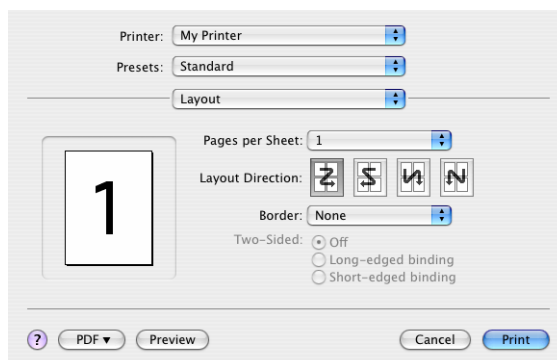 Printer: My Printer
Presets: Standard
Layout
Pages per Sheet: 1
Layout Direction:
1
Border: None
Two-Sided: Off
Long-edged binding
Short-edged binding
? PDF▼ Preview Cancel Print